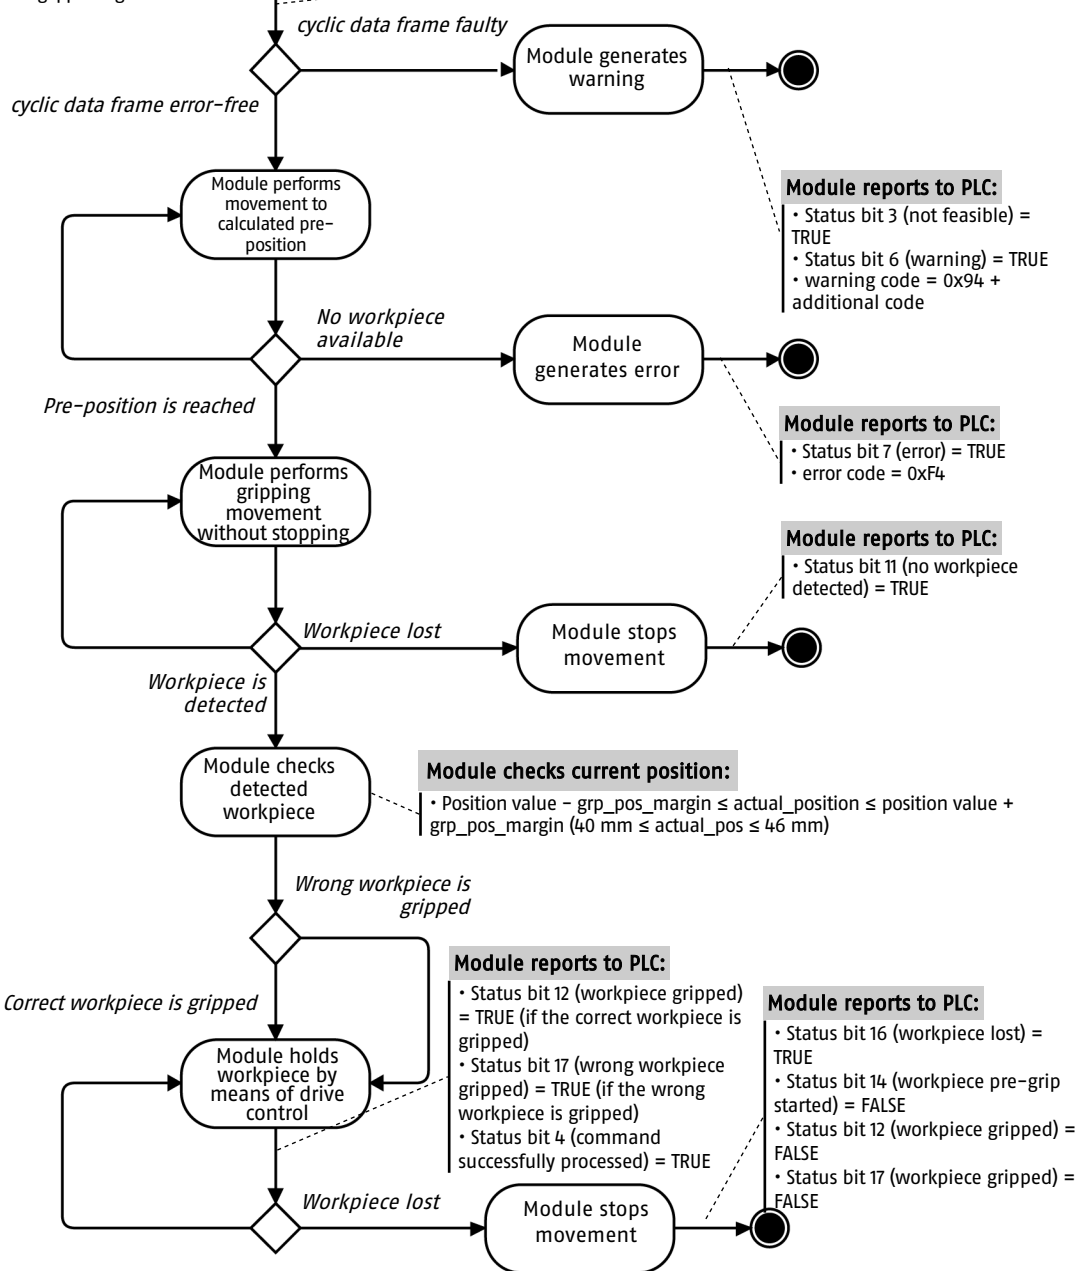 cyclic data frame faulty
Module generates
warning
cyclic data frame error-free
Module performs
movement to
calculated pre-
position
Module reports to PLC:
• Status bit 3 (not feasible) =
TRUE
• Status bit 6 (warning) = TRUE
• warning code = 0x94 +
additional code
No workpiece
available
Module
generates error
Pre-position is reached
Module reports to PLC:
• Status bit 7 (error) = TRUE
• error code = 0xF4
Module performs
gripping
movement
without stopping
Module reports to PLC:
• Status bit 11 (no workpiece
detected) = TRUE
Workpiece lost
Module stops
movement
Workpiece is
detected
Module checks
detected
workpiece
Module checks current position:
• Position value - grp_pos_margin ≤ actual_position ≤ position value +
grp_pos_margin (40 mm ≤ actual_pos ≤ 46 mm)
Wrong workpiece is
gripped
Correct workpiece is gripped
Module holds
workpiece by
means of drive
control
Module reports to PLC:
• Status bit 12 (workpiece gripped)
= TRUE (if the correct workpiece is
gripped)
• Status bit 17 (wrong workpiece
gripped) = TRUE (if the wrong
workpiece is gripped)
• Status bit 4 (command
successfully processed) = TRUE
Module reports to PLC:
• Status bit 16 (workpiece lost) =
TRUE
• Status bit 14 (workpiece pre-grip
started) = FALSE
• Status bit 12 (workpiece gripped) =
FALSE
• Status bit 17 (workpiece gripped) =
FALSE
Workpiece lost
Module stops
movement